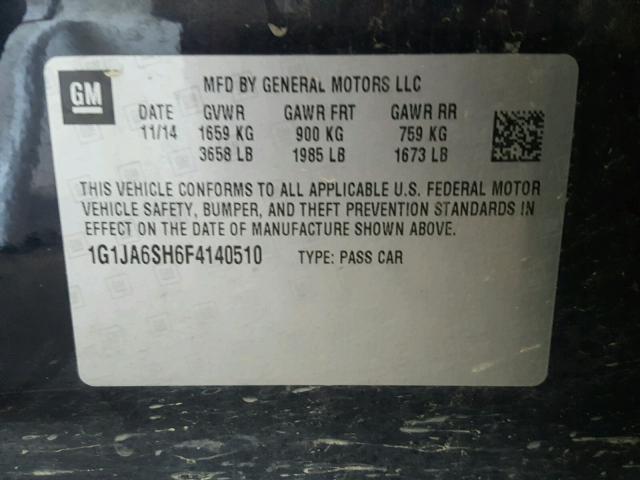 GM
MFD BY GENERAL MOTORS LLC
DATE GVWR GAWR FRT GAWR RR
11/14 1659 KG 900 KG 759 KG
3658 LB 1985 LB 1673 LB
THIS VEHICLE CONFORMS TO ALL APPLICABLE U.S. FEDERAL MOTOR
VEHICLE SAFETY, BUMPER, AND THEFT PREVENTION STANDARDS IN
EFFECT ON THE DATE OF MANUFACTURE SHOWN ABOVE.
1G1JA6SH6F4140510 TYPE: PASS CAR